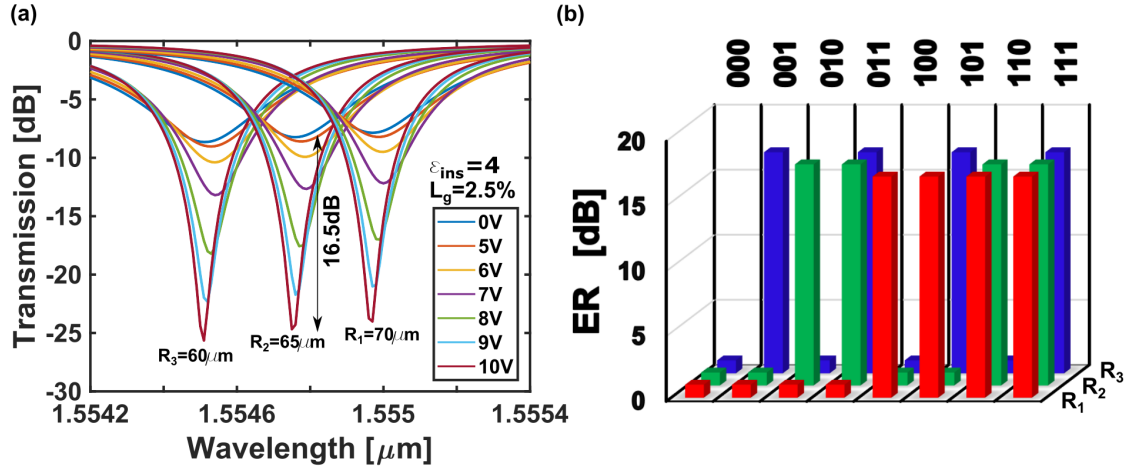 (a)
0
-5
-10
-15
-20
-25
-30
Transmission [dB]
1.5542
1.5546
1.555
1.5554
Wavelength [μm]
εins=4
Lg=2.5%
0V
5V
6V
7V
8V
9V
10V
16.5dB
R3=60μm
R2=65μm
R1=70μm
(b)
000
001
010
011
100
101
110
111
20
15
10
5
0
ER [dB]
R1
R2
R3